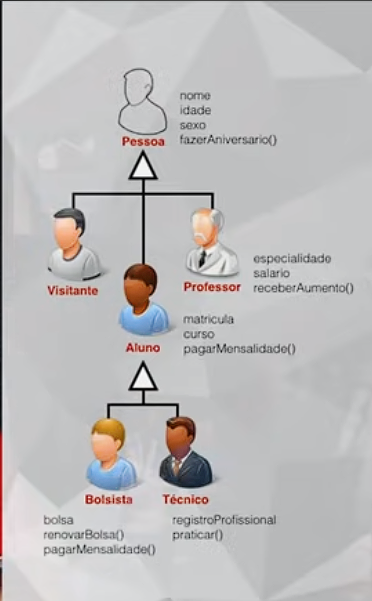 nome
idade
sexo
fazerAniversario()
Pessoa
Visitante
Professor
especialidade
salario
receberAumento()
Aluno
matricula
curso
pagarMensalidade()
Bolsista
Técnico
bolsa
renovarBolsa()
pagarMensalidade()
registroProfissional
praticar()